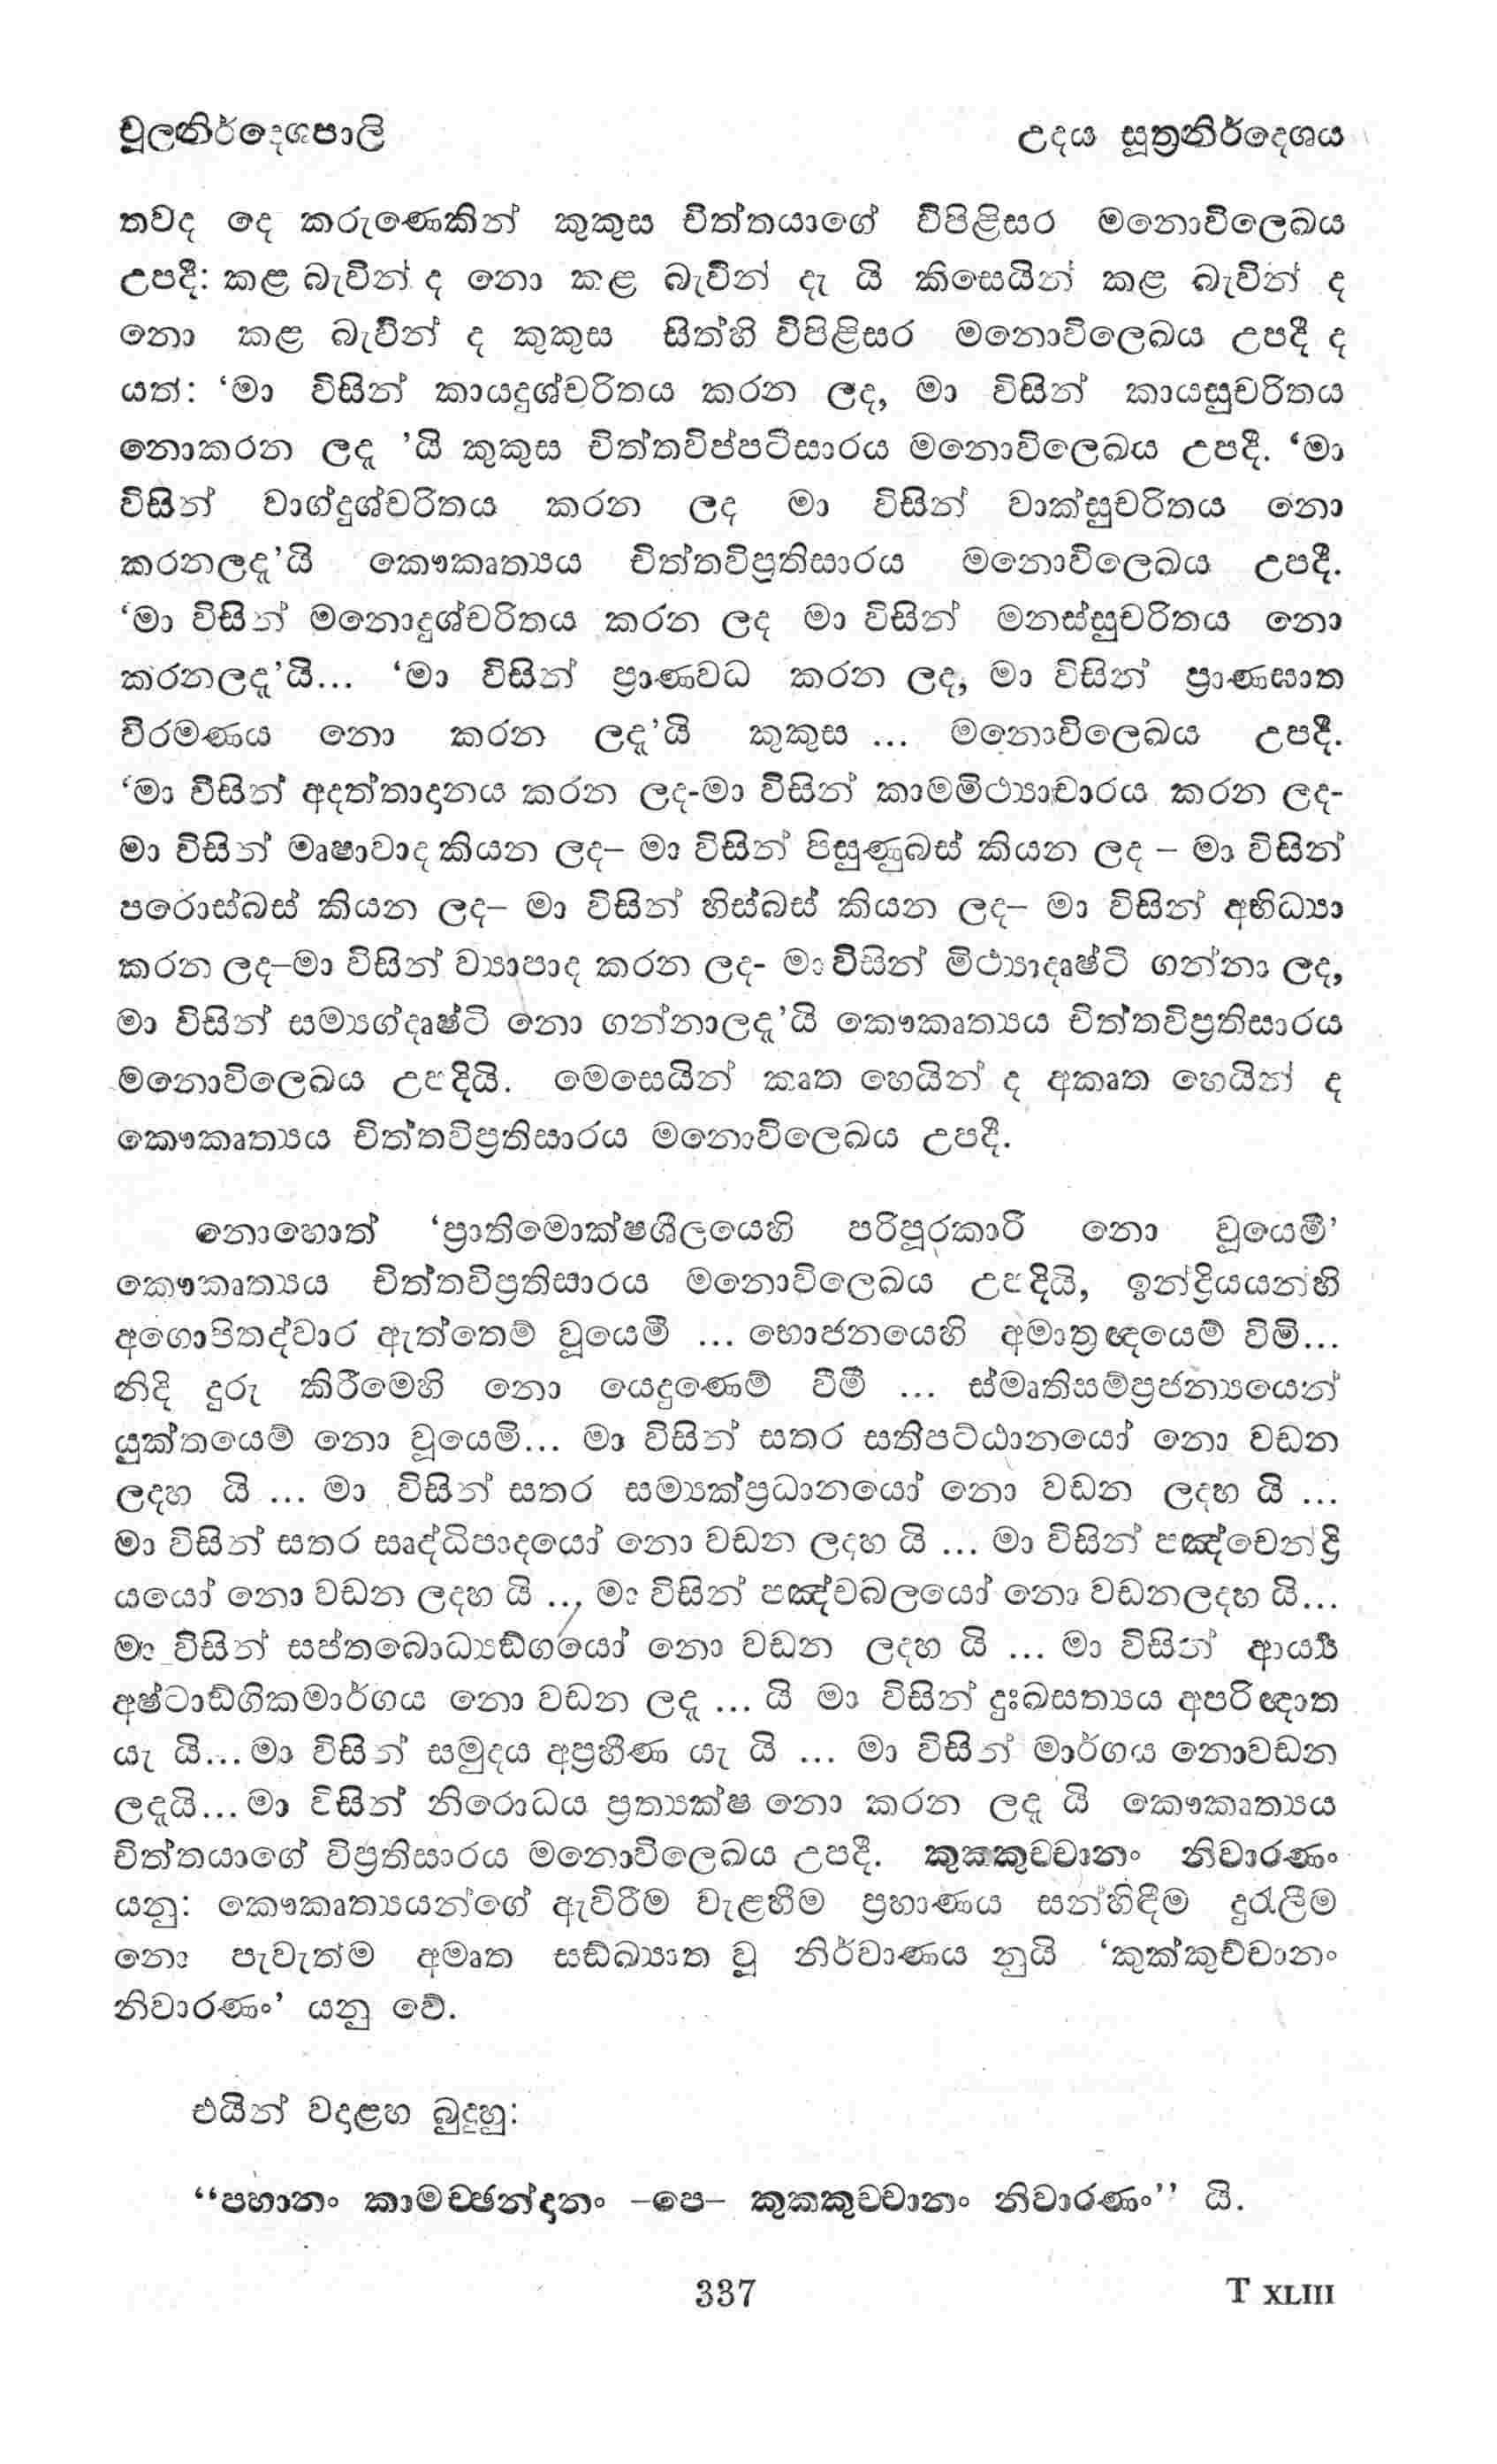 චූලනිර්දෙශපාලි
උදය සූත්‍රනිර්දෙශය
තවද දෙ කරුණෙකින් කුකුස චිත්තයාගේ විපිළිසර මනොවිලෙඛය
උපදී: කළ බැවින් ද නො කළ බැවින් දැ යි කිසෙයින් කළ බැවින් ද
නො කළ බැවින් ද කුකුස සිත්හි විපිළිසර මනොවිලෙඛය උපදී ද
යත්: ‘මා විසින් කායදුශ්චරිතය කරන ලද, මා විසින් කායසුචරිතය
නොකරන ලදැ ’යි කුකුස චිත්තවිප්පටිසාරය මනොවිලෙඛය උපදී. ‘මා
විසින් වාග්දුශ්චරිතය කරන ලද මා විසින් වාක්සුචරිතය නො
කරනලදැ’යි කෞකෘත්‍යය චිත්තවිප්‍රතිසාරය මනොවිලෙඛය උපදී.
‘මා විසින් මනොදුශ්චරිතය කරන ලද මා විසින් මනස්සුචරිතය නො
කරනලදැ’යි... ‘මා විසින් ප්‍රාණවධ කරන ලද, මා විසින් ප්‍රාණඝාත
විරමණය නො කරන ලදැ’යි කුකුස ... මනොවිලෙඛය උපදී.
‘මා විසින් අදත්තාදානය කරන ලද-මා විසින් කාමමිථ්‍යාචාරය කරන ලද-
මා විසින් මෘෂාවාද කියන ලද– මා විසින් පිසුණුබස් කියන ලද – මා විසින්
පරොස්බස් කියන ලද– මා විසින් හිස්බස් කියන ලද– මා විසින් අභිධ්‍යා
කරන ලද–මා විසින් ව්‍යාපාද කරන ලද- මා විසින් මිථ්‍යාදෘෂ්ටි ගන්නා ලද,
මා විසින් සම්‍යග්දෘෂ්ටි නො ගන්නාලදැ’යි කෞකෘත්‍යය චිත්තවිප්‍රතිසාරය
මනොවිලෙඛය උපදියි. මෙසෙයින් කෘත හෙයින් ද අකෘත හෙයින් ද
කෞකෘත්‍යය චිත්තවිප්‍රතිසාරය මනොවිලෙඛය උපදී.
නොහොත් ‘ප්‍රාතිමොක්ෂශීලයෙහි පරිපූරකාරී නො වූයෙමි’
කෞකෘත්‍යය චිත්තවිප්‍රතිසාරය මනොවිලෙඛය උපදියි, ඉන්ද්‍රියයන්හි
අගොපිතද්වාර ඇත්තෙම් වූයෙමි ... භොජනයෙහි අමාත්‍රඥයෙම් විමි...
නිදි දුරු කිරීමෙහි නො යෙදුණෙම් වීමී ... ස්මෘතිසම්ප්‍රජන්‍යයෙන්
යුක්තයෙම් නො වූයෙමි... මා විසින් සතර සතිපට්ඨානයෝ නො වඩන
ලදහ යි ... මා විසින් සතර සම්‍යක්ප්‍රධානයෝ නො වඩන ලදහ යි ...
මා විසින් සතර සෘද්ධිපාදයෝ නො වඩන ලදහ යි ... මා විසින් පඤ්චෙන්ද්‍රි
යයෝ නො වඩන ලදහ යි ... මා විසින් පඤ්චබලයෝ නො වඩනලදහ යි...
මා විසින් සප්තබොධ්‍යඞ්ගයෝ නො වඩන ලදහ යි ... මා විසින් ආර්‍ය්‍ය
අෂ්ටාඞ්ගිකමාර්ගය නො වඩන ලදැ ... යි මා විසින් දුඃඛසත්‍යය අපරිඥාත
යැ යි... මා විසින් සමුදය අප්‍රහීණ යැ යි ... මා විසින් මාර්ගය නොවඩන
ලදැයි... මා විසින් නිරොධය ප්‍රත්‍යක්ෂ නො කරන ලදැ යි කෞකෘත්‍යය
චිත්තයාගේ විප්‍රතිසාරය මනොවිලෙඛය උපදී. කුකකුචචානං නිවාරණං
යනු: කෞකෘත්‍යයන්ගේ ඇවිරීම වැළහීම ප්‍රහාණය සන්හිඳීම දුරැලීම
නො පැවැත්ම අමෘත සඞ්ඛ්‍යාත වූ නිර්වාණය නුයි ‘කුක්කුච්චානං
නිවාරණං’ යනු වේ.
එයින් වදාළහ බුදුහු:
“පහානං කාමච්ඡන්දානං –පෙ– කුකකුචචානං නිවාරණං” යි.
337
T XLIII